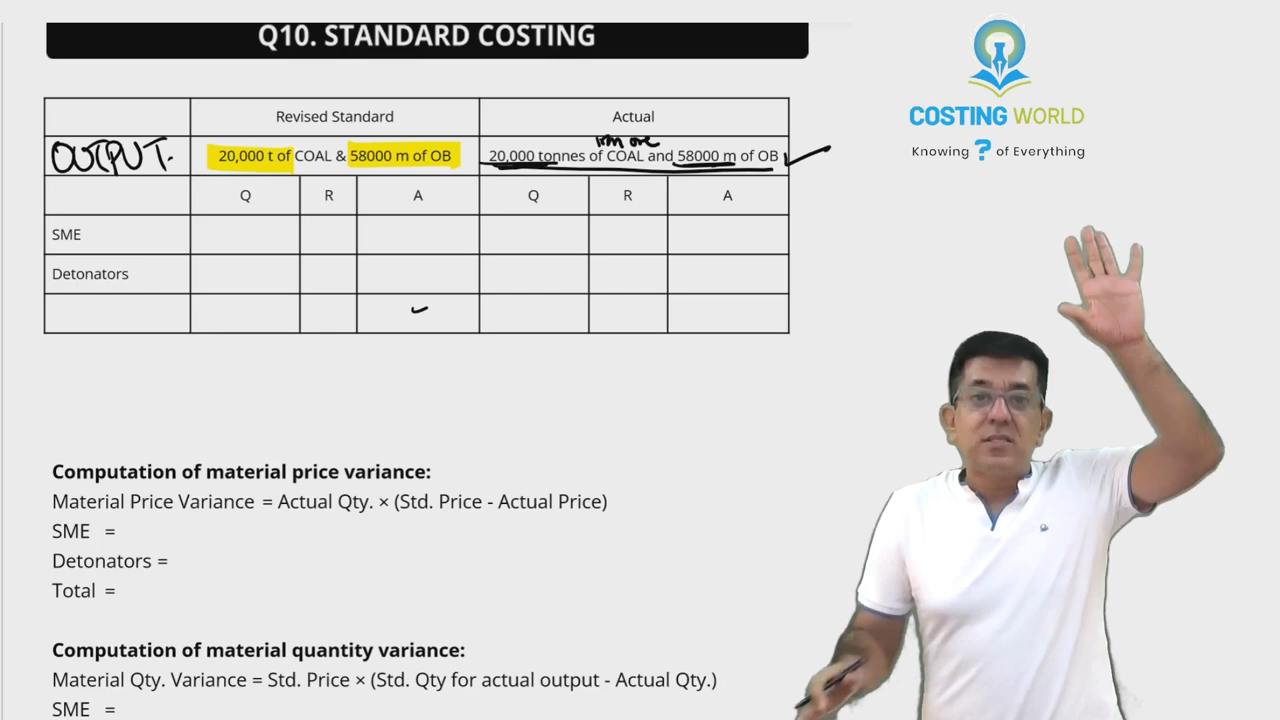 Q10. STANDARD COSTING
COSTING WORLD
Knowing ? of Everything
Revised Standard Actual
OUTPUT. 20,000 t of COAL & 58000 m of OB 20,000 tonnes of COAL and 58000 m of OB
Q R A Q R A
SME
Detonators
Computation of material price variance:
Material Price Variance = Actual Qty. × (Std. Price - Actual Price)
SME =
Detonators =
Total =
Computation of material quantity variance:
Material Qty. Variance = Std. Price × (Std. Qty for actual output - Actual Qty.)
SME =